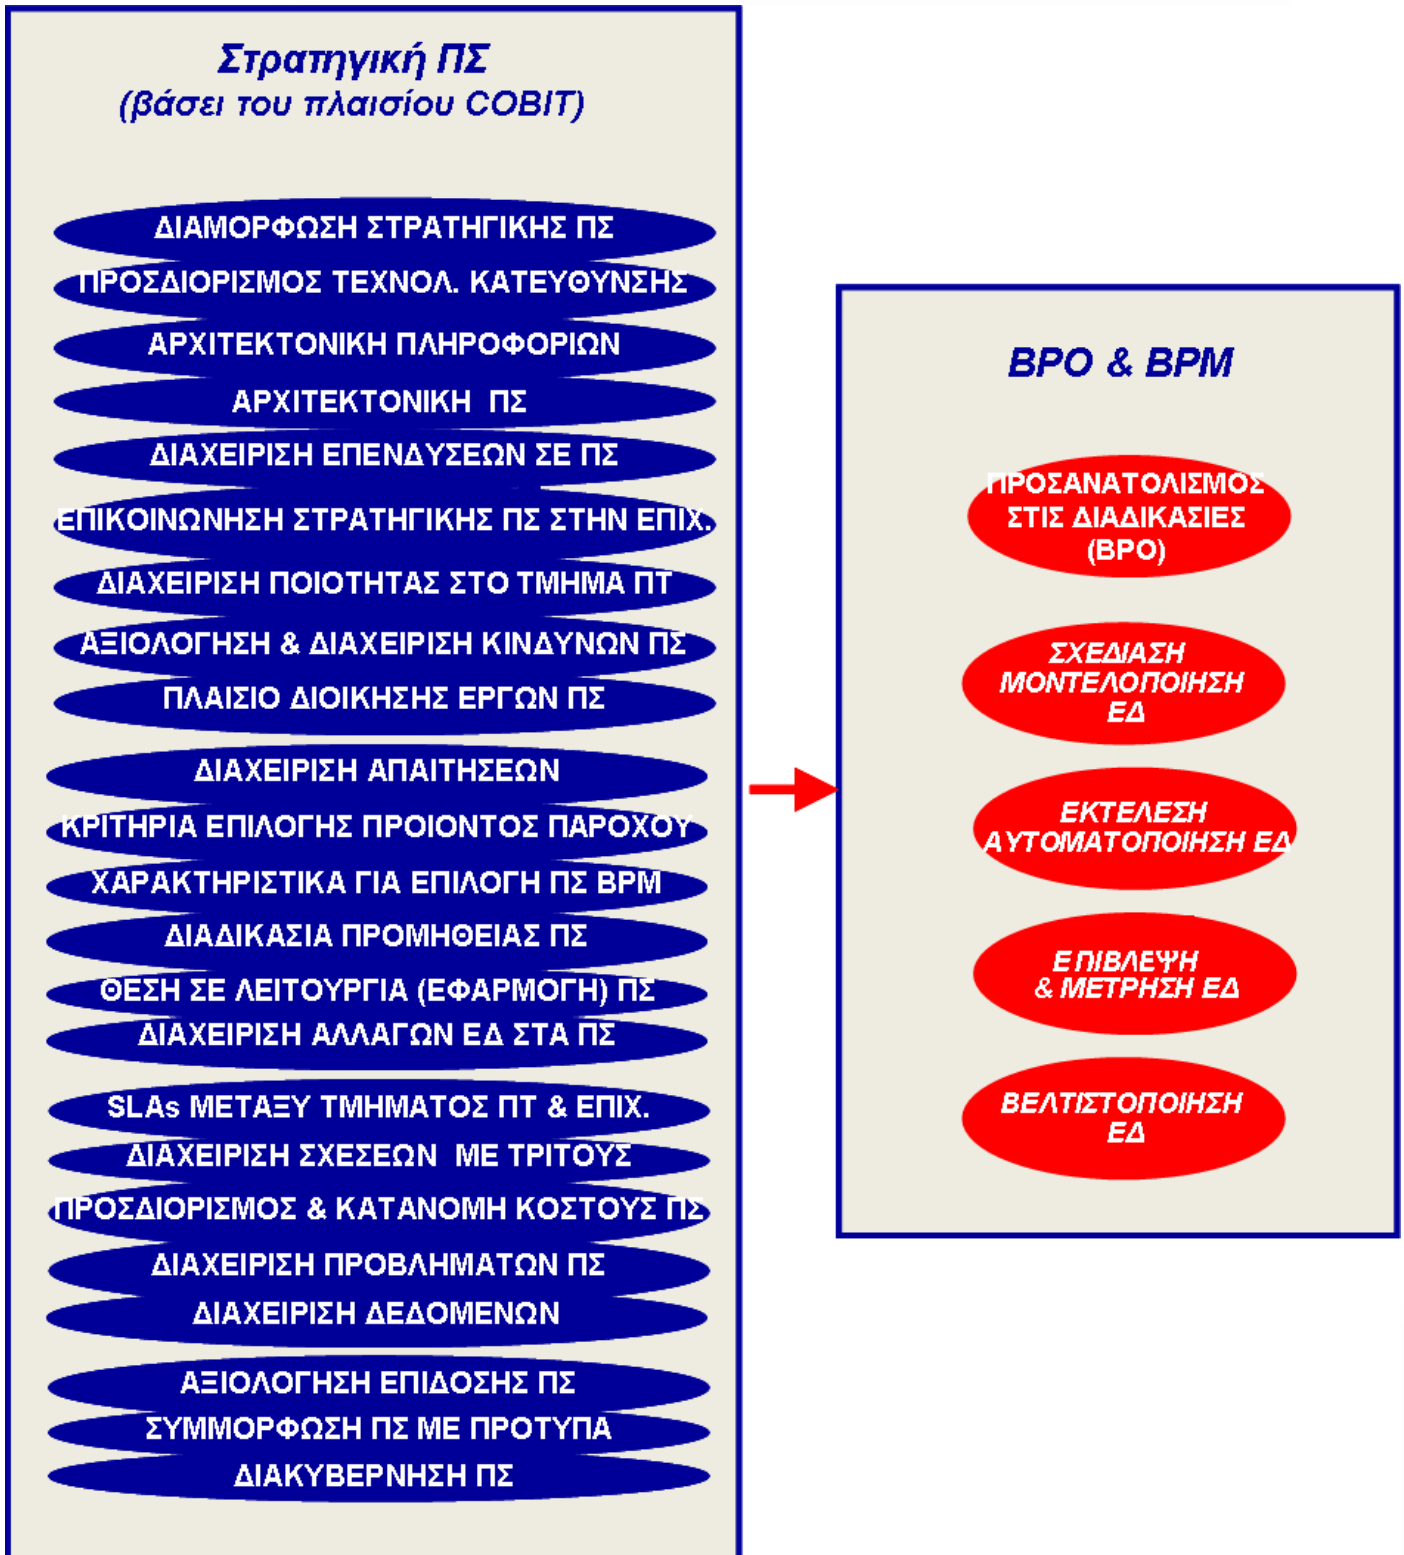 Στρατηγική ΠΣ
(βάσει του πλαισίου COBIT)
ΔΙΑΜΟΡΦΩΣΗ ΣΤΡΑΤΗΓΙΚΗΣ ΠΣ
ΠΡΟΣΔΙΟΡΙΣΜΟΣ ΤΕΧΝΟΛ. ΚΑΤΕΥΘΥΝΣΗΣ
ΑΡΧΙΤΕΚΤΟΝΙΚΗ ΠΛΗΡΟΦΟΡΙΩΝ
ΑΡΧΙΤΕΚΤΟΝΙΚΗ ΠΣ
ΔΙΑΧΕΙΡΙΣΗ ΕΠΕΝΔΥΣΕΩΝ ΣΕ ΠΣ
ΕΠΙΚΟΙΝΩΝΗΣΗ ΣΤΡΑΤΗΓΙΚΗΣ ΠΣ ΣΤΗΝ ΕΠΙΧ.
ΔΙΑΧΕΙΡΙΣΗ ΠΟΙΟΤΗΤΑΣ ΣΤΟ ΤΜΗΜΑ ΠΤ
ΑΞΙΟΛΟΓΗΣΗ & ΔΙΑΧΕΙΡΙΣΗ ΚΙΝΔΥΝΩΝ ΠΣ
ΠΛΑΙΣΙΟ ΔΙΟΙΚΗΣΗΣ ΕΡΓΩΝ ΠΣ
ΔΙΑΧΕΙΡΙΣΗ ΑΠΑΙΤΗΣΕΩΝ
ΚΡΙΤΗΡΙΑ ΕΠΙΛΟΓΗΣ ΠΡΟΙΟΝΤΟΣ ΠΑΡΟΧΟΥ
ΧΑΡΑΚΤΗΡΙΣΤΙΚΑ ΓΙΑ ΕΠΙΛΟΓΗ ΠΣ BPM
ΔΙΑΔΙΚΑΣΙΑ ΠΡΟΜΗΘΕΙΑΣ ΠΣ
ΘΕΣΗ ΣΕ ΛΕΙΤΟΥΡΓΙΑ (ΕΦΑΡΜΟΓΗ) ΠΣ
ΔΙΑΧΕΙΡΙΣΗ ΑΛΛΑΓΩΝ ΕΔ ΣΤΑ ΠΣ
SLAs ΜΕΤΑΞΥ ΤΜΗΜΑΤΟΣ ΠΤ & ΕΠΙΧ.
ΔΙΑΧΕΙΡΙΣΗ ΣΧΕΣΕΩΝ ΜΕ ΤΡΙΤΟΥΣ
ΠΡΟΣΔΙΟΡΙΣΜΟΣ & ΚΑΤΑΝΟΜΗ ΚΟΣΤΟΥΣ ΠΣ
ΔΙΑΧΕΙΡΙΣΗ ΠΡΟΒΛΗΜΑΤΩΝ ΠΣ
ΔΙΑΧΕΙΡΙΣΗ ΔΕΔΟΜΕΝΩΝ
ΑΞΙΟΛΟΓΗΣΗ ΕΠΙΔΟΣΗΣ ΠΣ
ΣΥΜΜΟΡΦΩΣΗ ΠΣ ΜΕ ΠΡΟΤΥΠΑ
ΔΙΑΚΥΒΕΡΝΗΣΗ ΠΣ
BPO & BPM
ΠΡΟΣΑΝΑΤΟΛΙΣΜΟΣ
ΣΤΙΣ ΔΙΑΔΙΚΑΣΙΕΣ
(BPO)
ΣΧΕΔΙΑΣΗ
ΜΟΝΤΕΛΟΠΟΙΗΣΗ
ΕΔ
ΕΚΤΕΛΕΣΗ
ΑΥΤΟΜΑΤΟΠΟΙΗΣΗ ΕΔ
ΕΠΙΒΛΕΨΗ
& ΜΕΤΡΗΣΗ ΕΔ
ΒΕΛΤΙΣΤΟΠΟΙΗΣΗ
ΕΔ